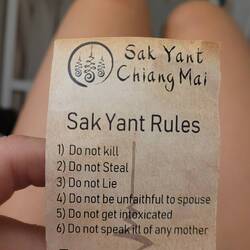 Sak Yant
Chiang Mai
Sak Yant Rules
1) Do not kill
2) Do not Steal
3) Do not Lie
4) Do not be unfaithful to spouse
5) Do not get intoxicated
6) Do not speak ill of any mother